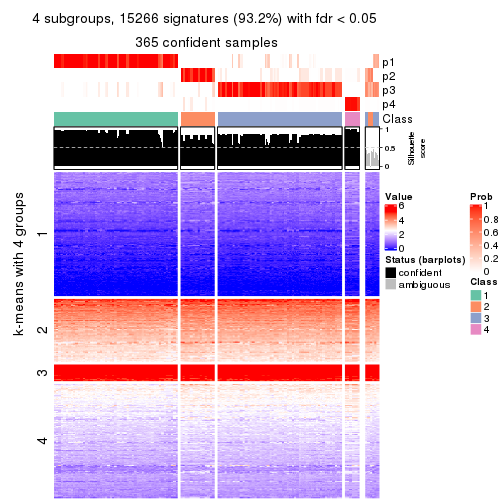 4 subgroups, 15266 signatures (93.2%) with fdr < 0.05
365 confident samples
p1
p2
p3
p4
Class
1
0.5
0
Silhouette
score
k-means with 4 groups
1
2
3
4
Value
6
4
2
0
Status (barplots)
confident
ambiguous
Prob
1
0.8
0.6
0.4
0.2
0
Class
1
2
3
4